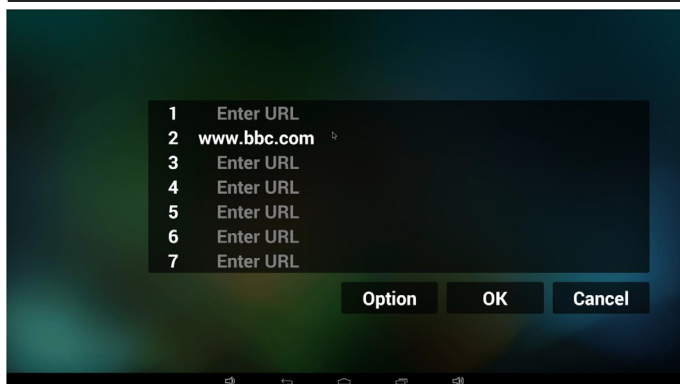 1 Enter URL
2 www.bbc.com
3 Enter URL
4 Enter URL
5 Enter URL
6 Enter URL
7 Enter URL
Option OK Cancel